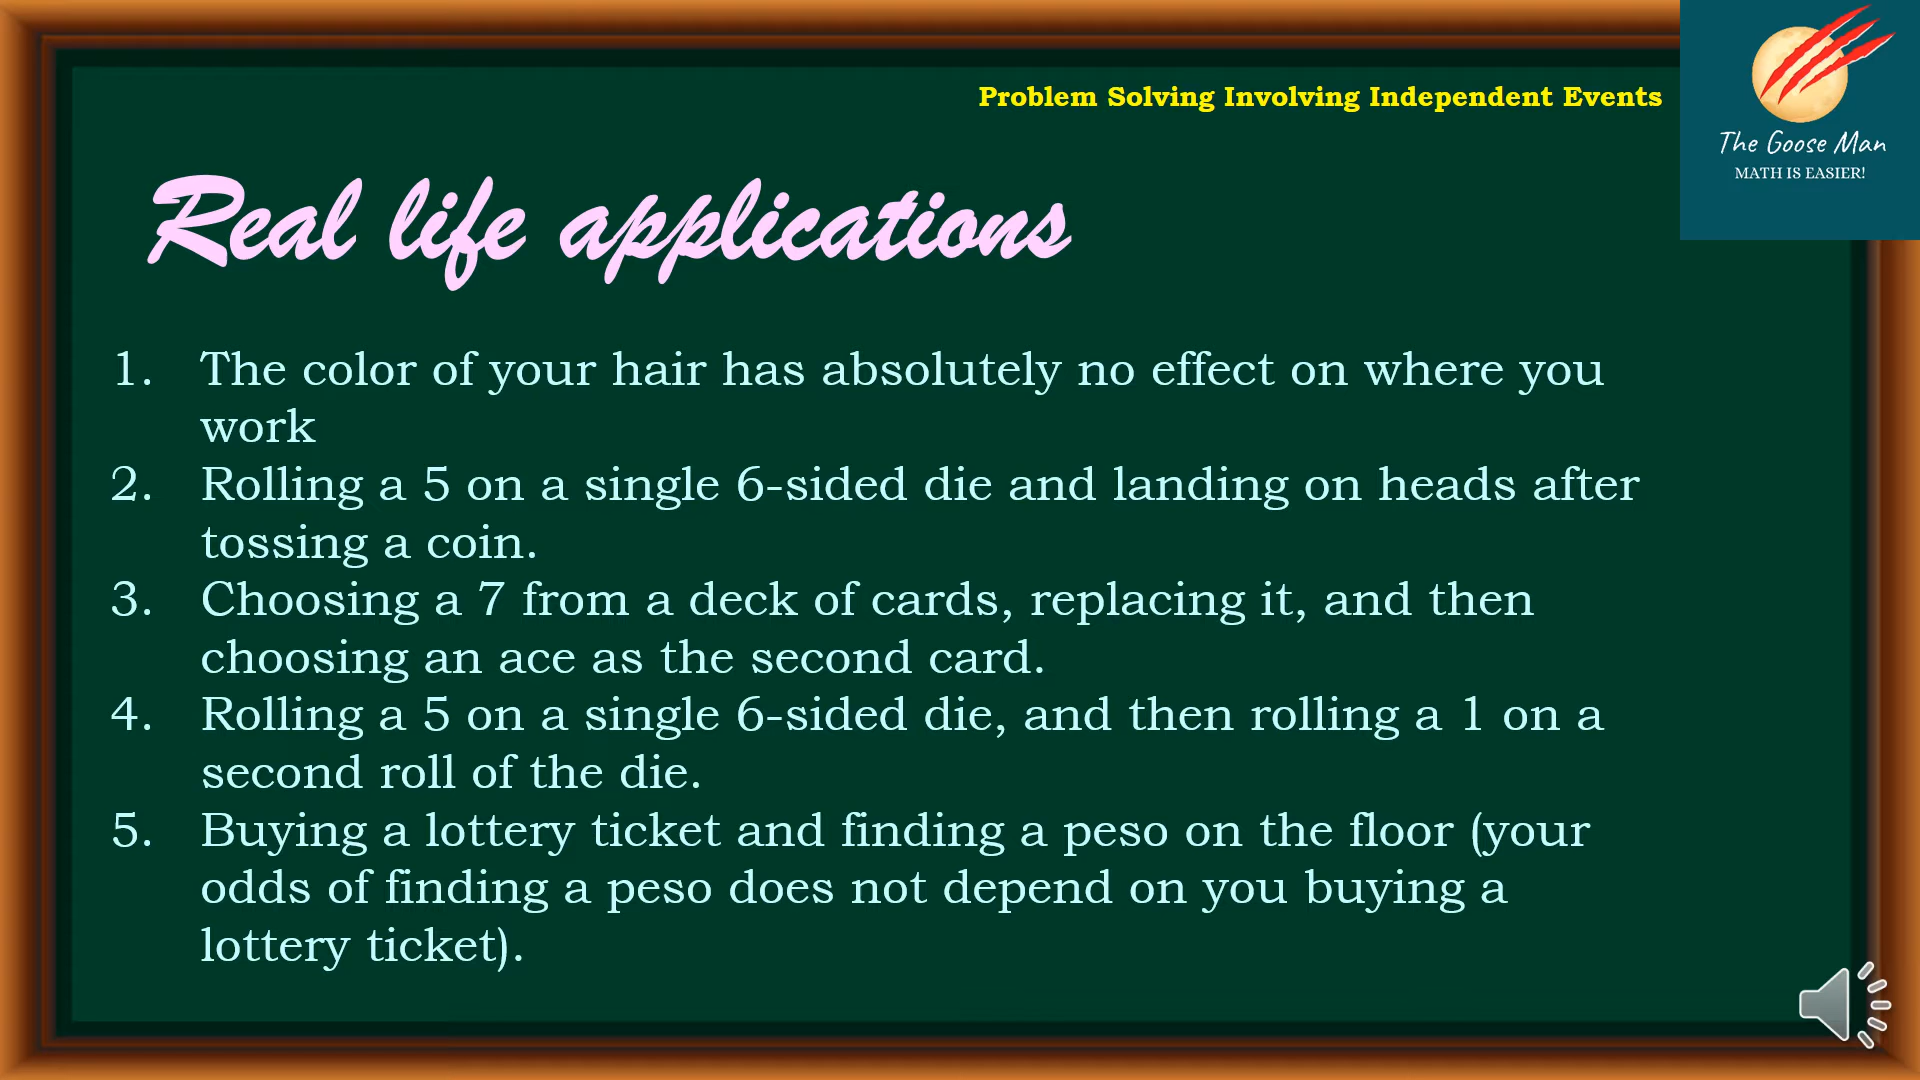 Problem Solving Involving Independent Events
The Goose Man
MATH IS EASIER!
Real life applications
1. The color of your hair has absolutely no effect on where you
work
2. Rolling a 5 on a single 6-sided die and landing on heads after
tossing a coin.
3. Choosing a 7 from a deck of cards, replacing it, and then
choosing an ace as the second card.
4. Rolling a 5 on a single 6-sided die, and then rolling a 1 on a
second roll of the die.
5. Buying a lottery ticket and finding a peso on the floor (your
odds of finding a peso does not depend on you buying a
lottery ticket).